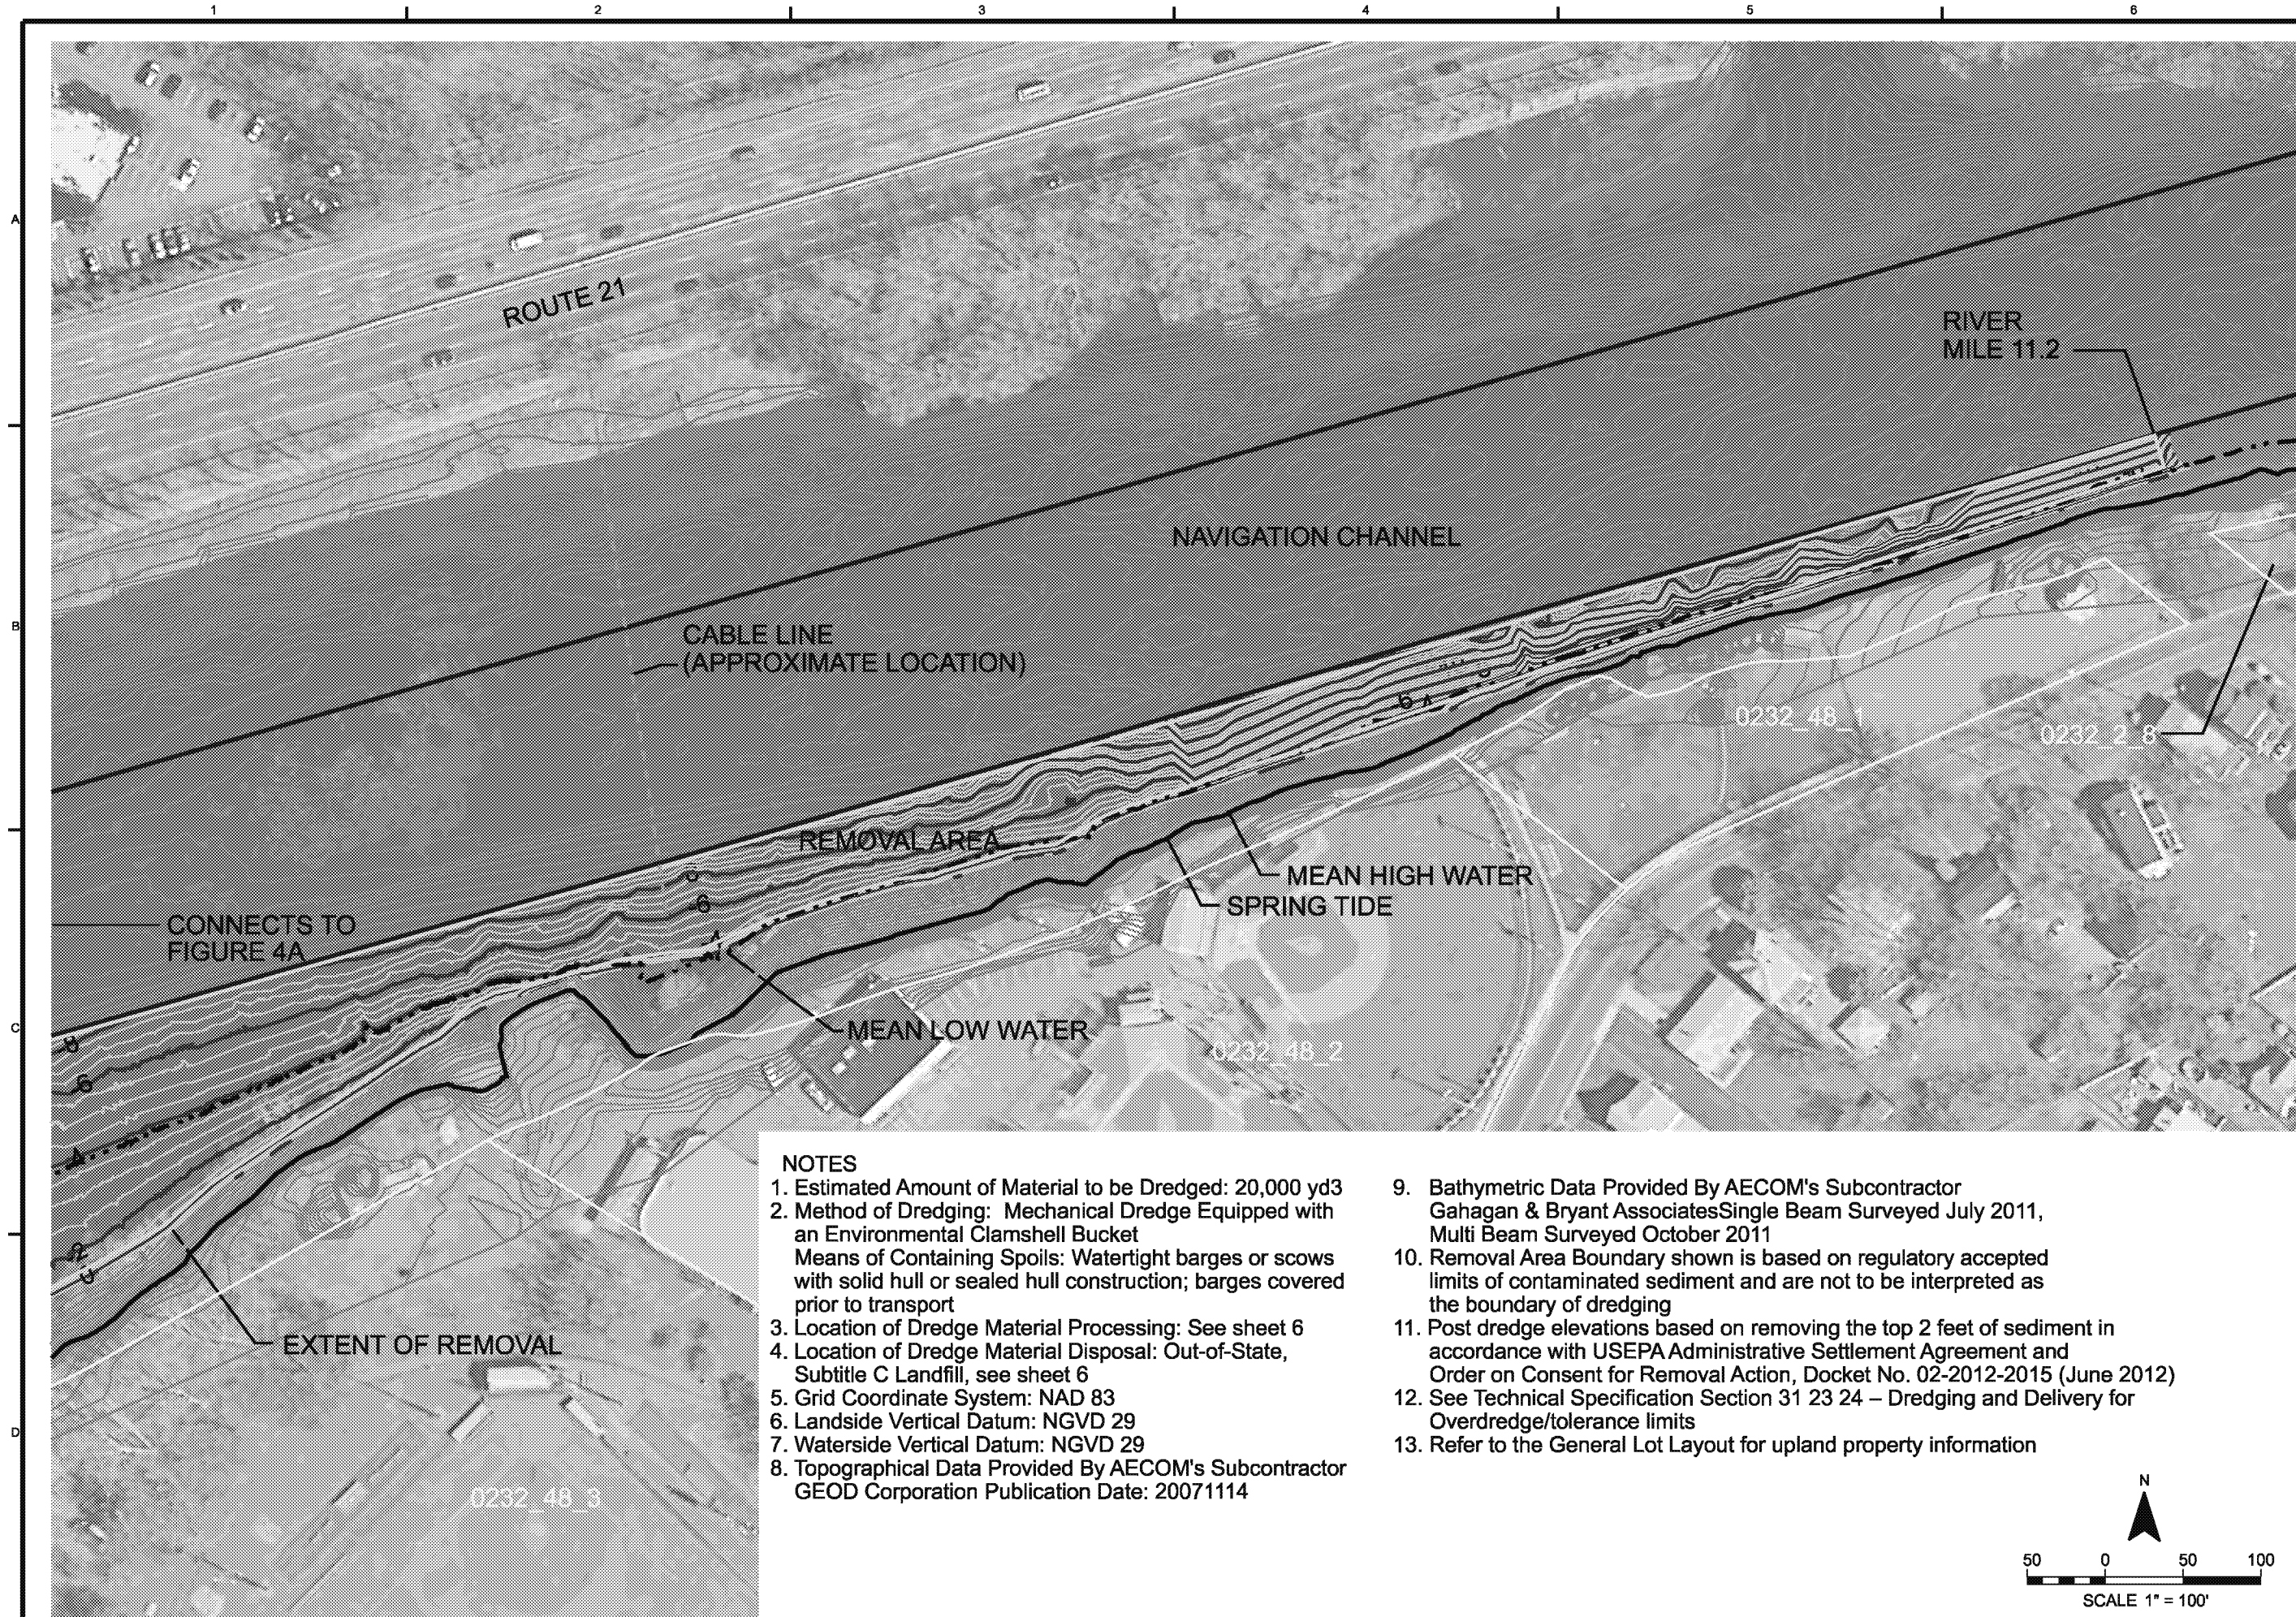 1 2 3 4 5 6
A
B
C
D
ROUTE 21
RIVER
MILE 11.2
NAVIGATION CHANNEL
CABLE LINE
(APPROXIMATE LOCATION)
0232_48_1
0232_2_8
REMOVAL AREA
MEAN HIGH WATER
SPRING TIDE
CONNECTS TO
FIGURE 4A
MEAN LOW WATER
0232_48_2
-6
-6
-4
EXTENT OF REMOVAL
0232_48_3
NOTES
1. Estimated Amount of Material to be Dredged: 20,000 yd3
2. Method of Dredging: Mechanical Dredge Equipped with
an Environmental Clamshell Bucket
Means of Containing Spoils: Watertight barges or scows
with solid hull or sealed hull construction; barges covered
prior to transport
3. Location of Dredge Material Processing: See sheet 6
4. Location of Dredge Material Disposal: Out-of-State,
Subtitle C Landfill, see sheet 6
5. Grid Coordinate System: NAD 83
6. Landside Vertical Datum: NGVD 29
7. Waterside Vertical Datum: NGVD 29
8. Topographical Data Provided By AECOM's Subcontractor
GEOD Corporation Publication Date: 20071114
9. Bathymetric Data Provided By AECOM's Subcontractor
Gahagan & Bryant AssociatesSingle Beam Surveyed July 2011,
Multi Beam Surveyed October 2011
10. Removal Area Boundary shown is based on regulatory accepted
limits of contaminated sediment and are not to be interpreted as
the boundary of dredging
11. Post dredge elevations based on removing the top 2 feet of sediment in
accordance with USEPA Administrative Settlement Agreement and
Order on Consent for Removal Action, Docket No. 02-2012-2015 (June 2012)
12. See Technical Specification Section 31 23 24 – Dredging and Delivery for
Overdredge/tolerance limits
13. Refer to the General Lot Layout for upland property information
N
50 0 50 100
SCALE 1" = 100'